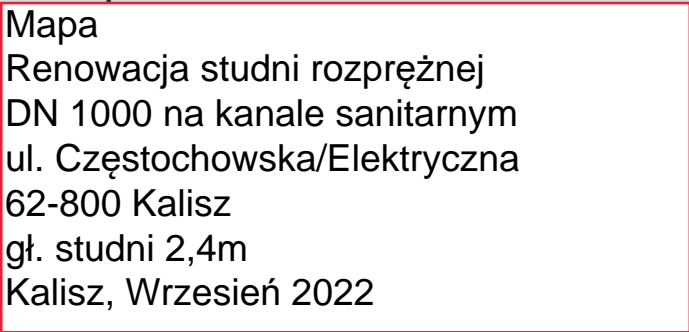 Mapa
Renowacja studni rozprężnej
DN 1000 na kanale sanitarnym
ul. Częstochowska/Elektryczna
62-800 Kalisz
gł. studni 2,4m
Kalisz, Wrzesień 2022